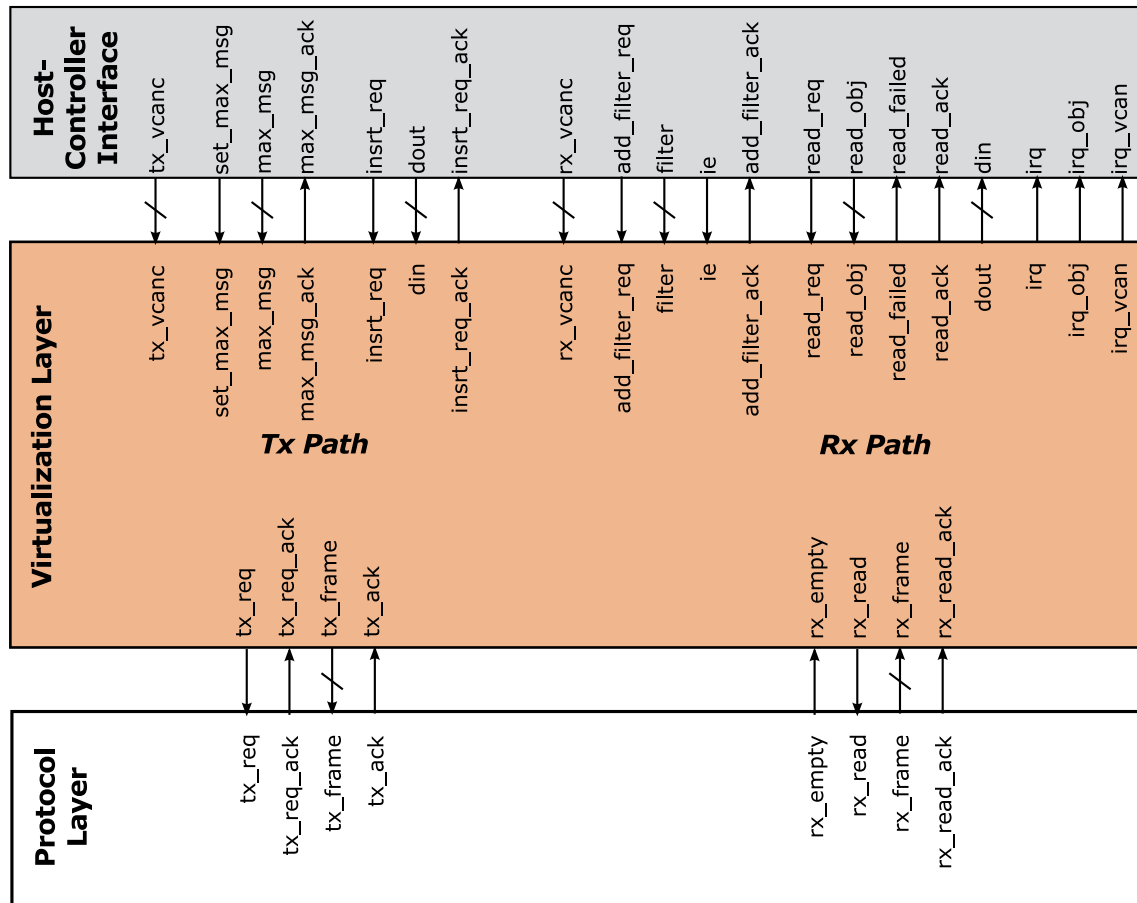 Host-
Controller
Interface
tx_vcanc
set_max_msg
max_msg
max_msg_ack
insrt_req
dout
insrt_req_ack
rx_vcanc
add_filter_req
filter
ie
add_filter_ack
read_req
read_obj
read_failed
read_ack
din
irq
irq_obj
irq_vcan
Virtualization Layer
tx_vcanc
set_max_msg
max_msg
max_msg_ack
insrt_req
din
insrt_req_ack
rx_vcanc
add_filter_req
filter
ie
add_filter_ack
read_req
read_obj
read_failed
read_ack
dout
irq
irq_obj
irq_vcan
Tx Path
Rx Path
tx_req
tx_req_ack
tx_frame
tx_ack
rx_empty
rx_read
rx_frame
rx_read_ack
Protocol
Layer
tx_req
tx_req_ack
tx_frame
tx_ack
rx_empty
rx_read
rx_frame
rx_read_ack